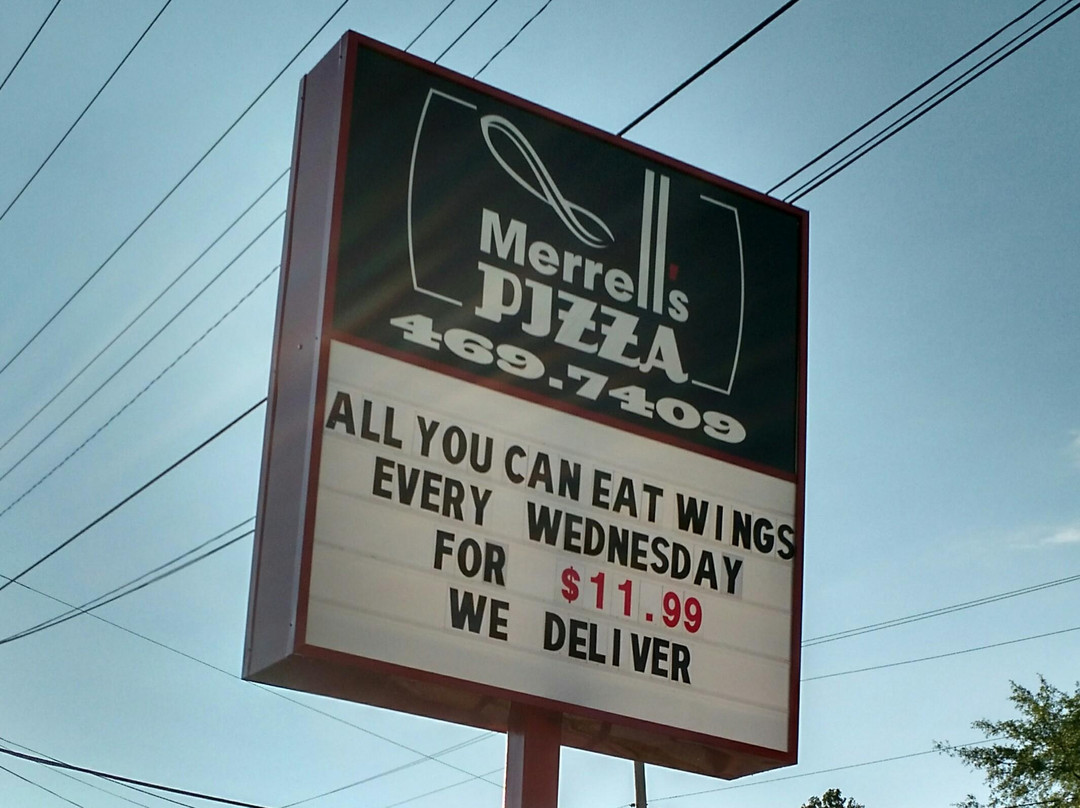 Merrell's
PIZZA
469.7409
ALL YOU CAN EAT WINGS
EVERY WEDNESDAY
FOR $11.99
WE DELIVER